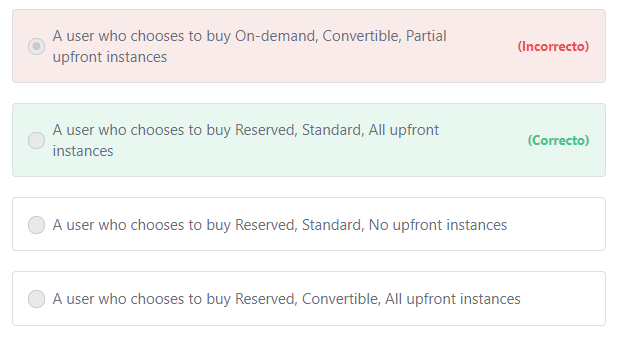 A user who chooses to buy On-demand, Convertible, Partial
upfront instances
(Incorrecto)
A user who chooses to buy Reserved, Standard, All upfront
instances
(Correcto)
A user who chooses to buy Reserved, Standard, No upfront instances
A user who chooses to buy Reserved, Convertible, All upfront instances